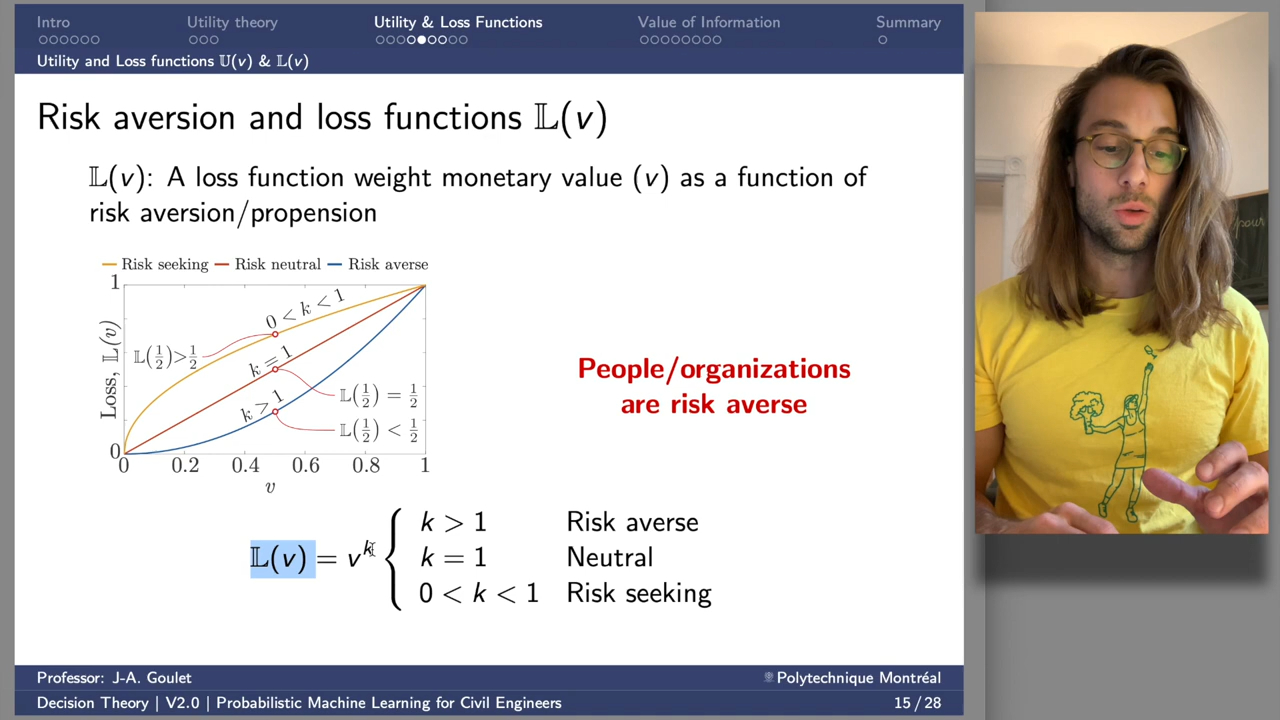 Intro Utility theory Utility & Loss Functions Value of Information Summary
Utility and Loss functions 𝕌(v) & 𝕃(v)
Risk aversion and loss functions 𝕃(v)
𝕃(v): A loss function weight monetary value (v) as a function of
risk aversion/propension
Risk seeking Risk neutral Risk averse
Loss, 𝕃(v)
1
0
0 < k < 1
𝕃(1/2)>1/2
k = 1
𝕃(1/2) = 1/2
k > 1
𝕃(1/2) < 1/2
0 0.2 0.4 0.6 0.8 1
v
People/organizations
are risk averse
𝕃(v) = v^k { k > 1 Risk averse
k = 1 Neutral
0 < k < 1 Risk seeking
Professor: J-A. Goulet Polytechnique Montréal
Decision Theory | V2.0 | Probabilistic Machine Learning for Civil Engineers 15 / 28
pour